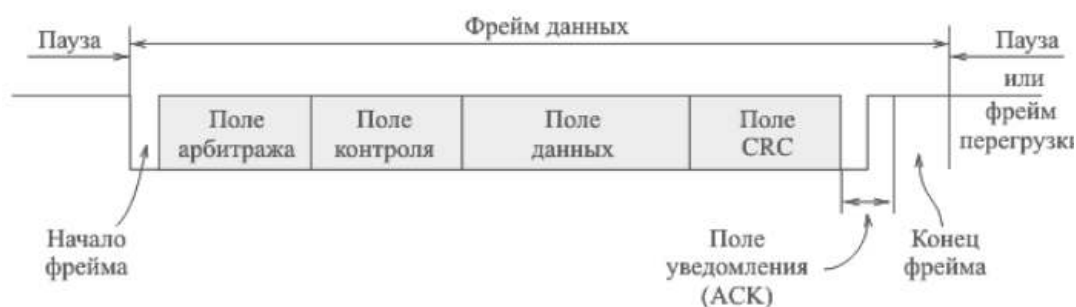 Фрейм данных
Пауза
Пауза
или
фрейм
перегрузки
Поле
арбитража
Поле
контроля
Поле
данных
Поле
CRC
Начало
фрейма
Поле
уведомления
(ACK)
Конец
фрейма